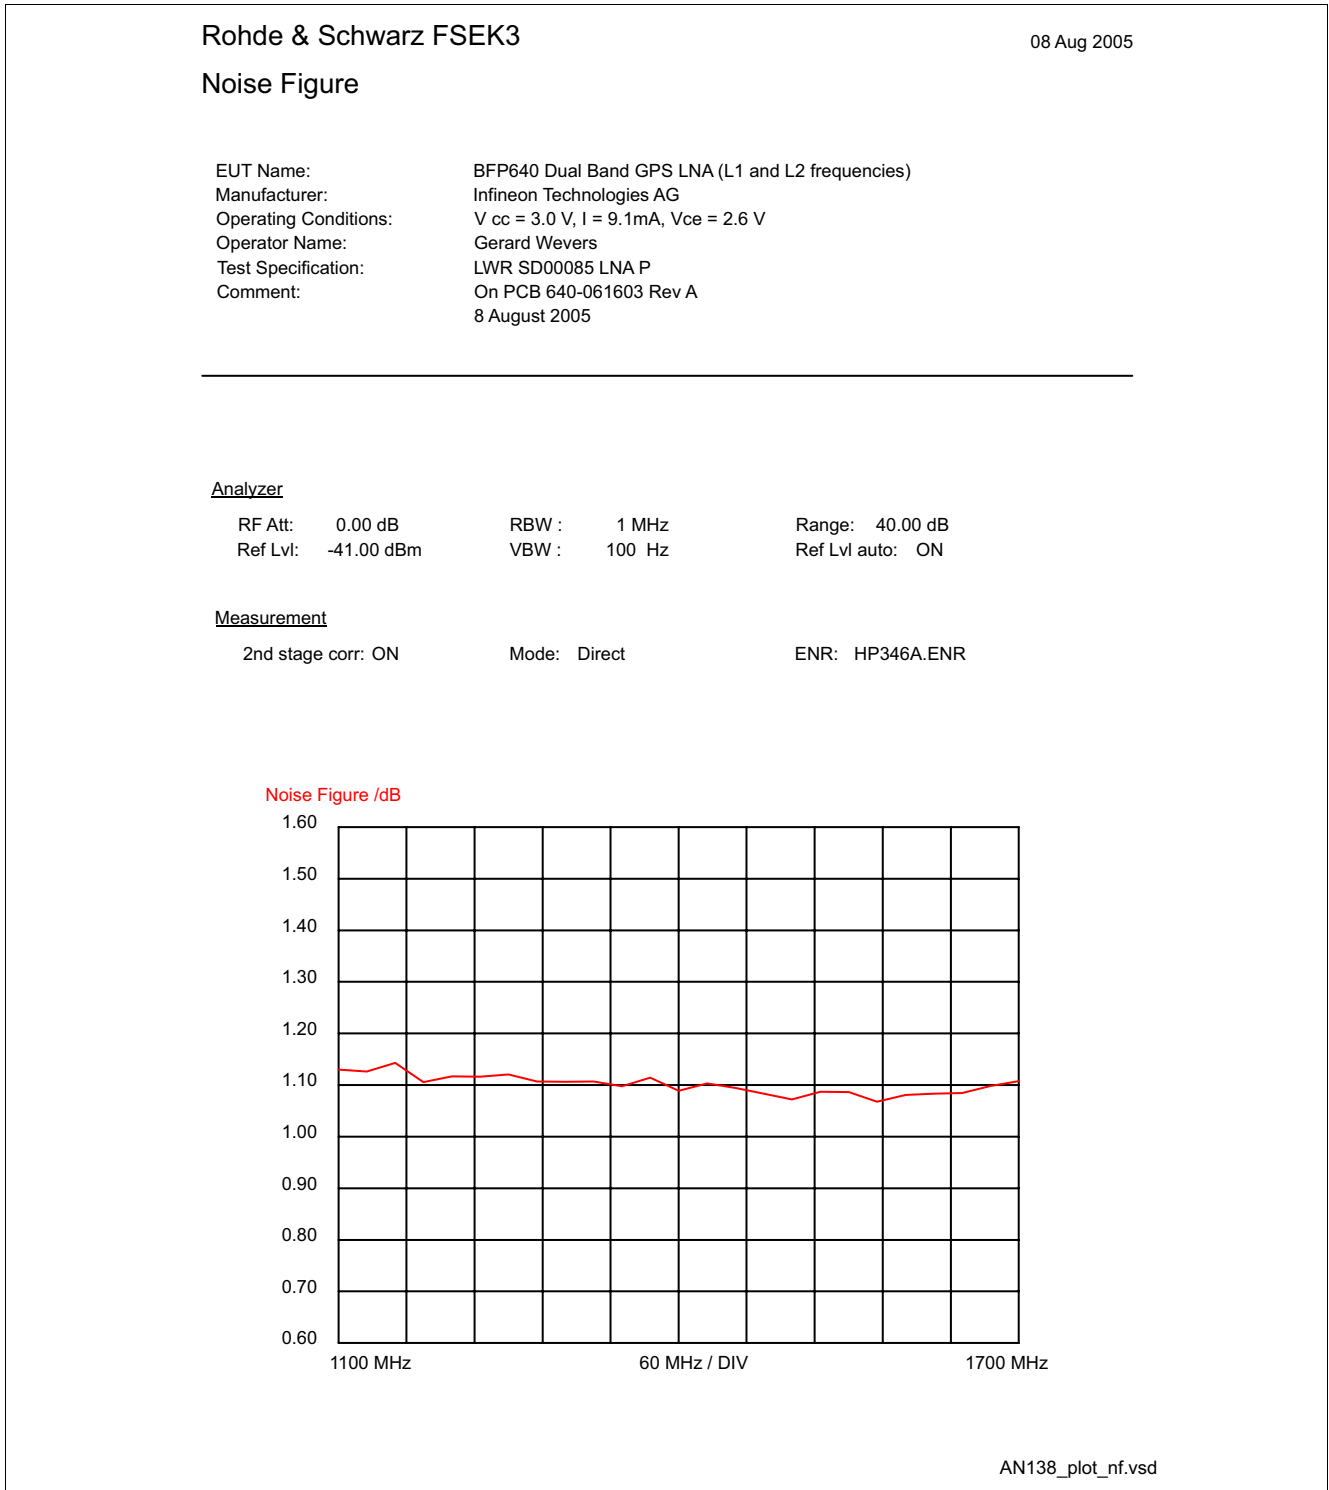 Rohde & Schwarz FSEK3
08 Aug 2005
Noise Figure
EUT Name: BFP640 Dual Band GPS LNA (L1 and L2 frequencies)
Manufacturer: Infineon Technologies AG
Operating Conditions: V cc = 3.0 V, I = 9.1mA, Vce = 2.6 V
Operator Name: Gerard Wevers
Test Specification: LWR SD00085 LNA P
Comment: On PCB 640-061603 Rev A
8 August 2005
Analyzer
RF Att: 0.00 dB RBW : 1 MHz Range: 40.00 dB
Ref Lvl: -41.00 dBm VBW : 100 Hz Ref Lvl auto: ON
Measurement
2nd stage corr: ON Mode: Direct ENR: HP346A.ENR
Noise Figure /dB
1.60
1.50
1.40
1.30
1.20
1.10
1.00
0.90
0.80
0.70
0.60
1100 MHz 60 MHz / DIV 1700 MHz
AN138_plot_nf.vsd